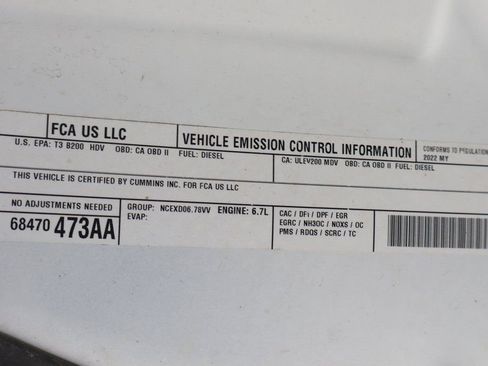 FCA US LLC
VEHICLE EMISSION CONTROL INFORMATION
CONFORMS TO REGULATIONS
2022 MY
U.S. EPA: T3 B200 HDV OBD: CA OBD II FUEL: DIESEL
CA: ULEV200 MDV OBD: CA OBD II FUEL: DIESEL
THIS VEHICLE IS CERTIFIED BY CUMMINS INC. FOR FCA US LLC
NO ADJUSTMENTS NEEDED
68470 473AA
GROUP: NCEXD06.78VV ENGINE: 6.7L
EVAP:
CAC / DFI / DPF / EGR
EGRC / NH3OC / NOXS / OC
PMS / RDQS / SCRC / TC